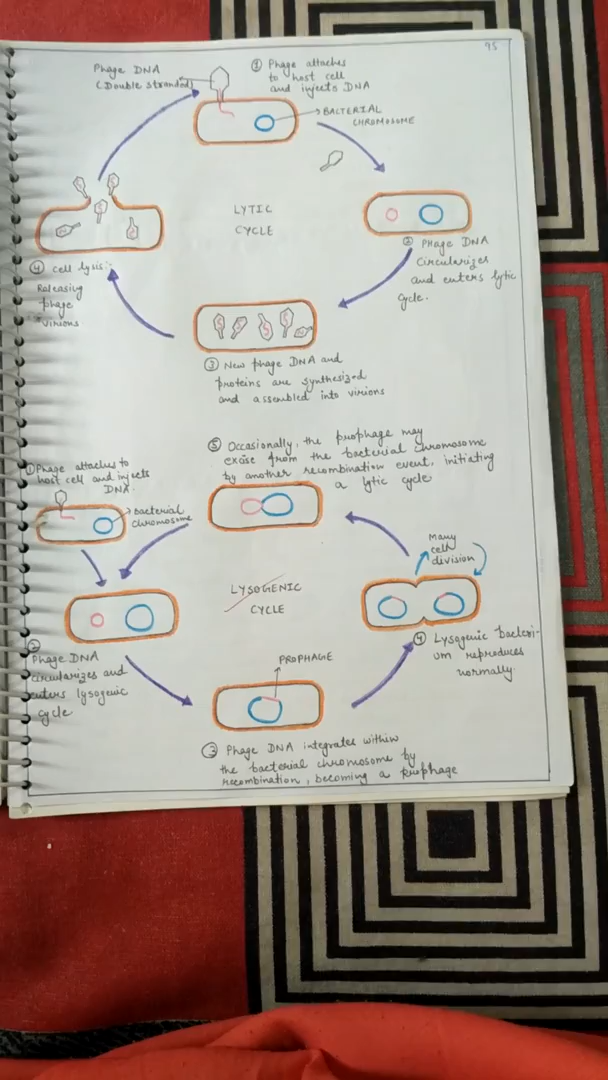 95
Phage DNA
(Double stranded)
① Phage attaches
to host cell
and injects DNA
BACTERIAL
CHROMOSOME
LYTIC
CYCLE
② Phage DNA
Circularizes
and enters lytic
cycle.
③ New phage DNA and
proteins are synthesized
and assembled into virions
④ cell lysis:
Releasing
phage
virions
① Phage attaches to
host cell and injects
DNA.
Bacterial
chromosome
LYSOGENIC
CYCLE
②
Phage DNA
circularizes and
enters lysogenic
cycle
PROPHAGE
③ Phage DNA integrates within
the bacterial chromosome by
recombination, becoming a prophage
Many
cell
division
④ Lysogenic bacteri-
um reproduces
normally.
⑤ Occasionally, the prophage may
excise from the bacterial chromosome
by another recombination event, initiating
a lytic cycle